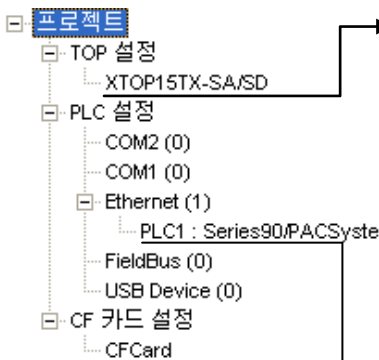 프로젝트
TOP 설정
XTOP15TX-SA/SD
PLC 설정
COM2 (0)
COM1 (0)
Ethernet (1)
PLC1 : Series90/PACSyste
FieldBus (0)
USB Device (0)
CF 카드 설정
CFCard